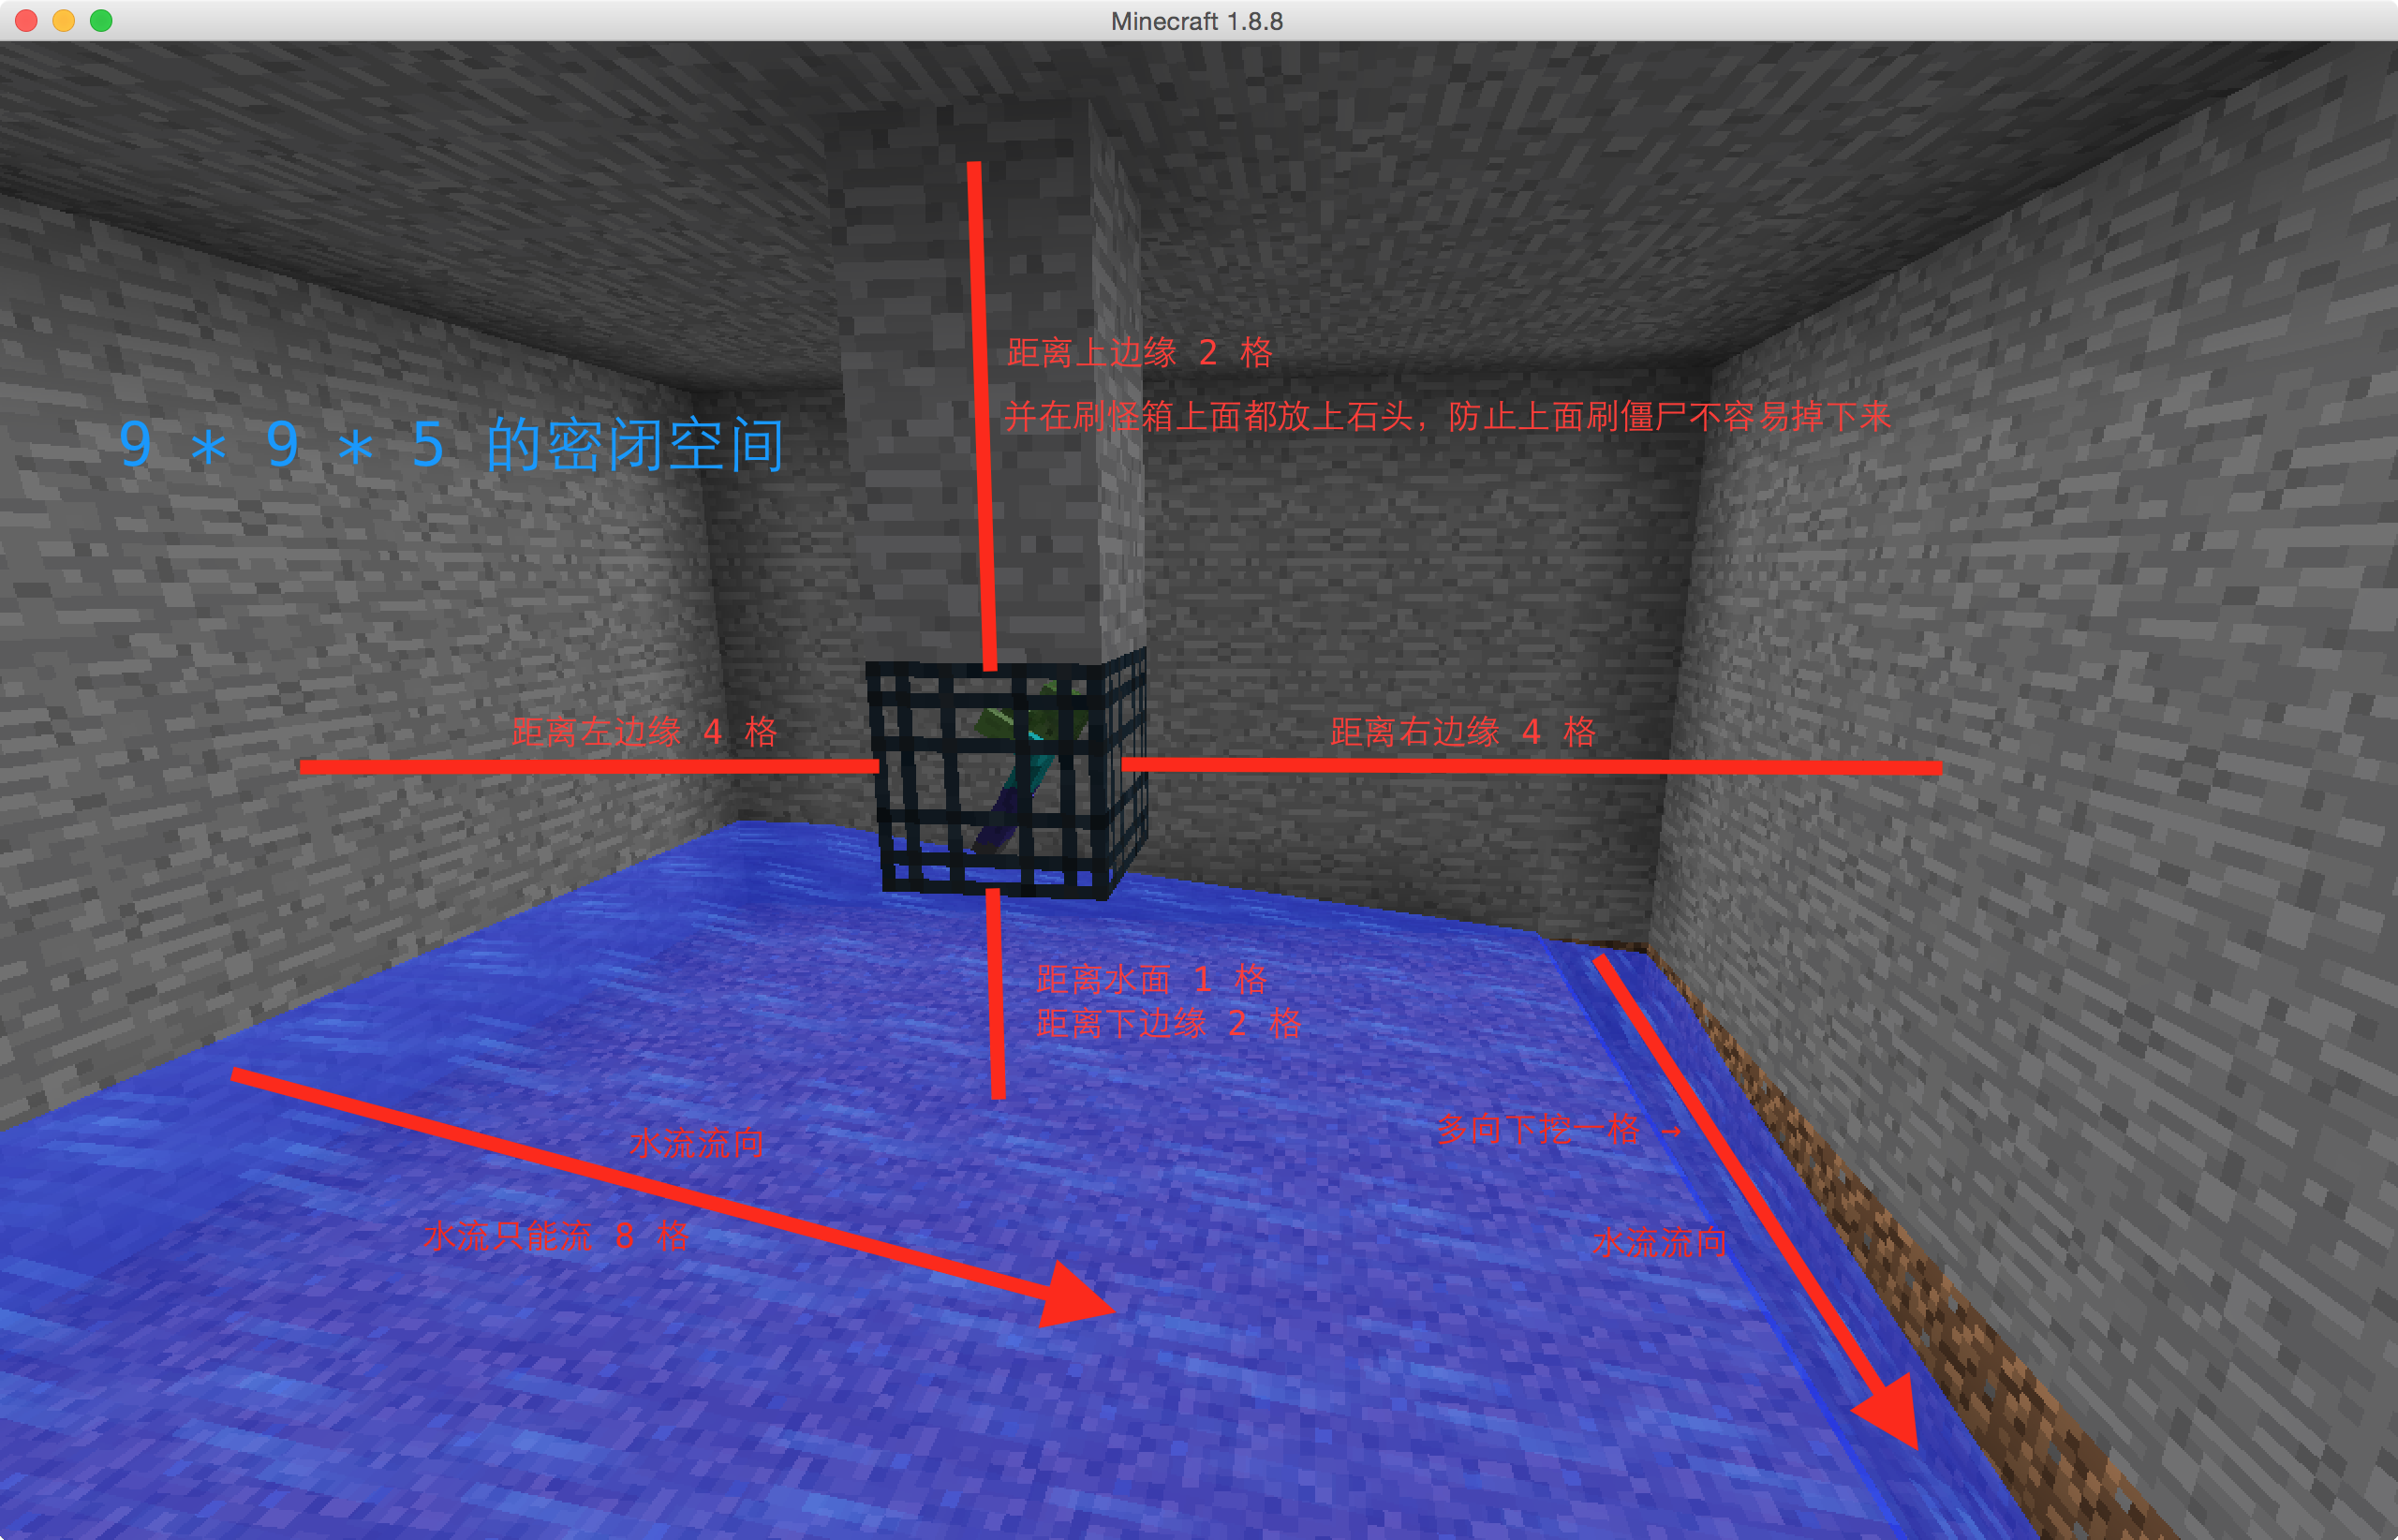 Minecraft 1.8.8
距离上边缘 2 格
并在刷怪箱上面都放上石头，防止上面刷僵尸不容易掉下来
9 * 9 * 5 的密闭空间
距离左边缘 4 格
距离右边缘 4 格
距离水面 1 格
距离下边缘 2 格
多向下挖一格 →
水流流向
水流只能流 8 格
水流流向